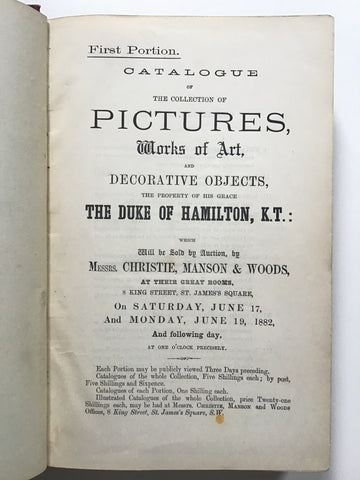 First Portion.
CATALOGUE
OF
THE COLLECTION OF
PICTURES,
Works of Art,
AND
DECORATIVE OBJECTS,
THE PROPERTY OF HIS GRACE
THE DUKE OF HAMILTON, K.T.:
WHICH
Will be Sold by Auction, by
MESSRS. CHRISTIE, MANSON & WOODS,
AT THEIR GREAT ROOMS,
8 KING STREET, ST. JAMES'S SQUARE,
On SATURDAY, JUNE 17,
And MONDAY, JUNE 19, 1882,
And following day,
AT ONE O'CLOCK PRECISELY.
Each Portion may be publicly viewed Three Days preceding.
Catalogues of the whole Collection, Five Shillings each; by post,
Five Shillings and Sixpence.
Catalogues of each Portion, One Shilling each.
Illustrated Catalogues of the whole Collection, price Twenty-one
Shillings each, may be had at Messrs. CHRISTIE, MANSON and WOODS
Offices, 8 King Street, St. James's Square, S.W.